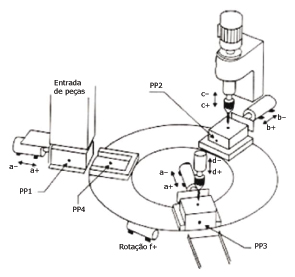 c-
c+
PP2
b-
b+
Entrada
de peças
a-
a+
PP1
PP4
d-
d+
a-
a+
Rotação f+
PP3